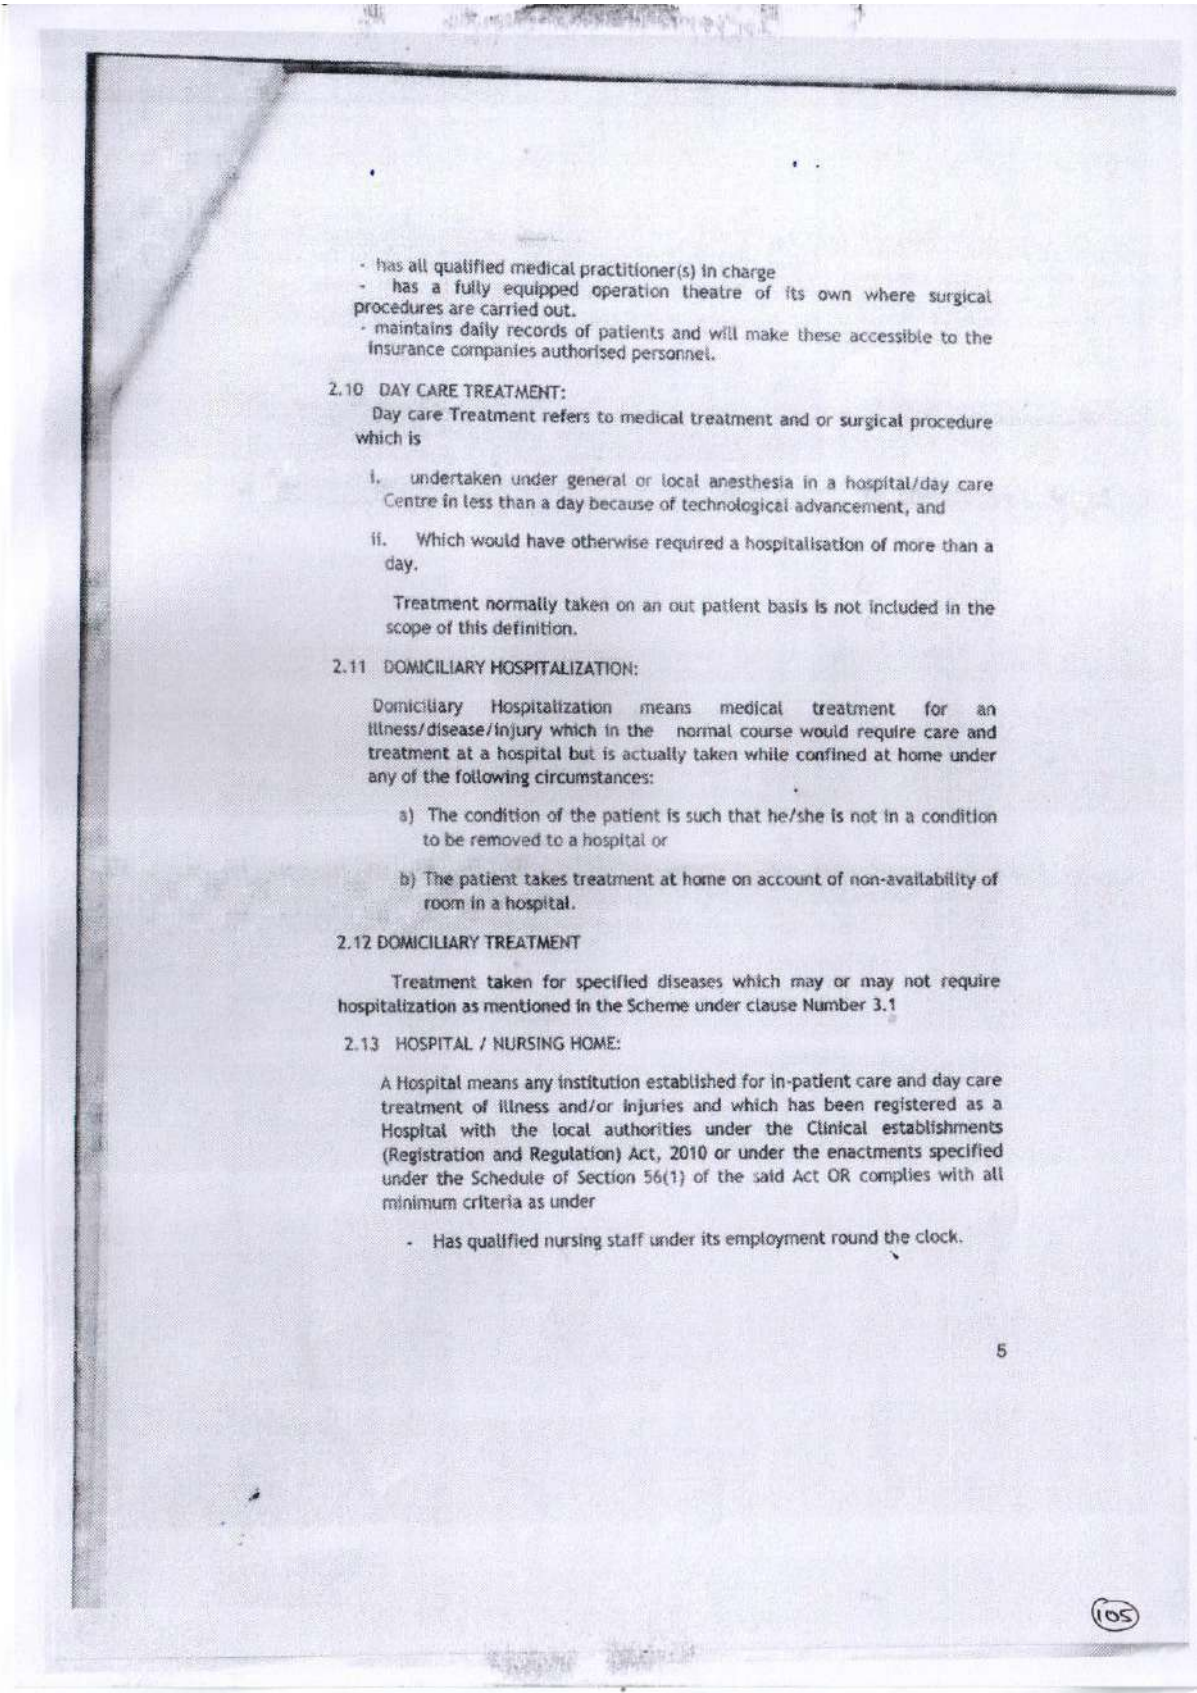 - has all qualified medical practitioner(s) in charge
- has a fully equipped operation theatre of its own where surgical
procedures are carried out.
- maintains daily records of patients and will make these accessible to the
insurance companies authorised personnel.
2.10 DAY CARE TREATMENT:
Day care Treatment refers to medical treatment and or surgical procedure
which is
i. undertaken under general or local anesthesia in a hospital/day care
Centre in less than a day because of technological advancement, and
ii. Which would have otherwise required a hospitalisation of more than a
day.
Treatment normally taken on an out patient basis is not included in the
scope of this definition.
2.11 DOMICILIARY HOSPITALIZATION:
Domiciliary Hospitalization means medical treatment for an
illness/disease/injury which in the normal course would require care and
treatment at a hospital but is actually taken while confined at home under
any of the following circumstances:
a) The condition of the patient is such that he/she is not in a condition
to be removed to a hospital or
b) The patient takes treatment at home on account of non-availability of
room in a hospital.
2.12 DOMICILIARY TREATMENT
Treatment taken for specified diseases which may or may not require
hospitalization as mentioned in the Scheme under clause Number 3.1
2.13 HOSPITAL / NURSING HOME:
A Hospital means any institution established for in-patient care and day care
treatment of illness and/or injuries and which has been registered as a
Hospital with the local authorities under the Clinical establishments
(Registration and Regulation) Act, 2010 or under the enactments specified
under the Schedule of Section 56(1) of the said Act OR complies with all
minimum criteria as under
- Has qualified nursing staff under its employment round the clock.
5
105